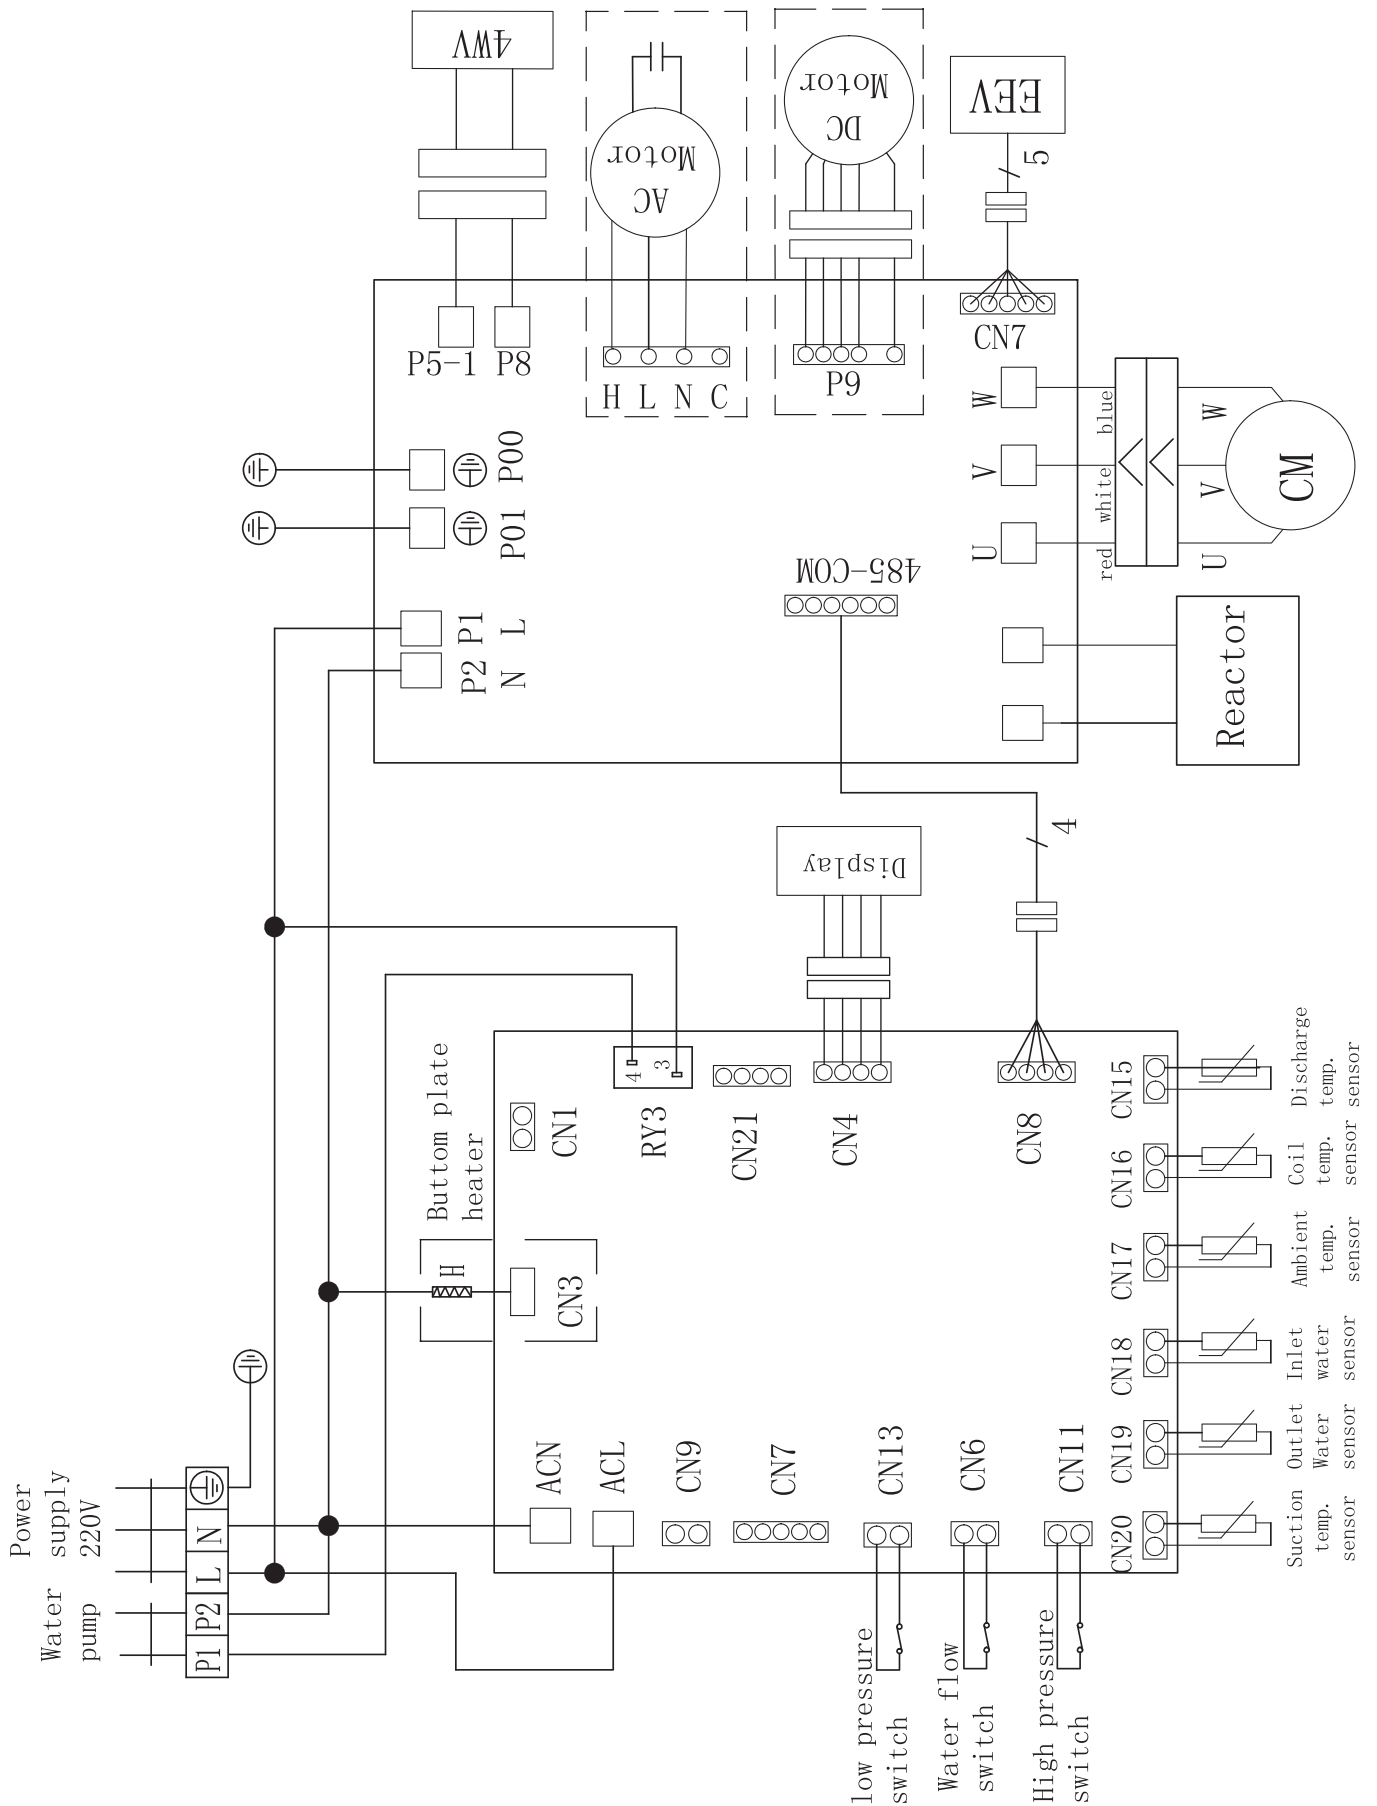 4WV
AC
Motor
DC
Motor
EEV
5
P5-1
P8
H L N C
P9
CN7
P00
P01
P1
L
P2
N
485-COM
W
V
U
blue
white
red
W
V
U
CM
Reactor
4
Display
Buttom plate
heater
H
CN3
CN1
4
3
RY3
CN21
CN4
CN8
Power
supply
220V
Water
pump
N
L
P2
P1
ACN
ACL
CN9
CN7
CN13
CN6
CN11
low pressure
switch
Water flow
switch
High pressure
switch
CN20
CN19
CN18
CN17
CN16
CN15
Suction
temp.
sensor
Outlet
Water
sensor
Inlet
water
sensor
Ambient
temp.
sensor
Coil
temp.
sensor
Discharge
temp.
sensor